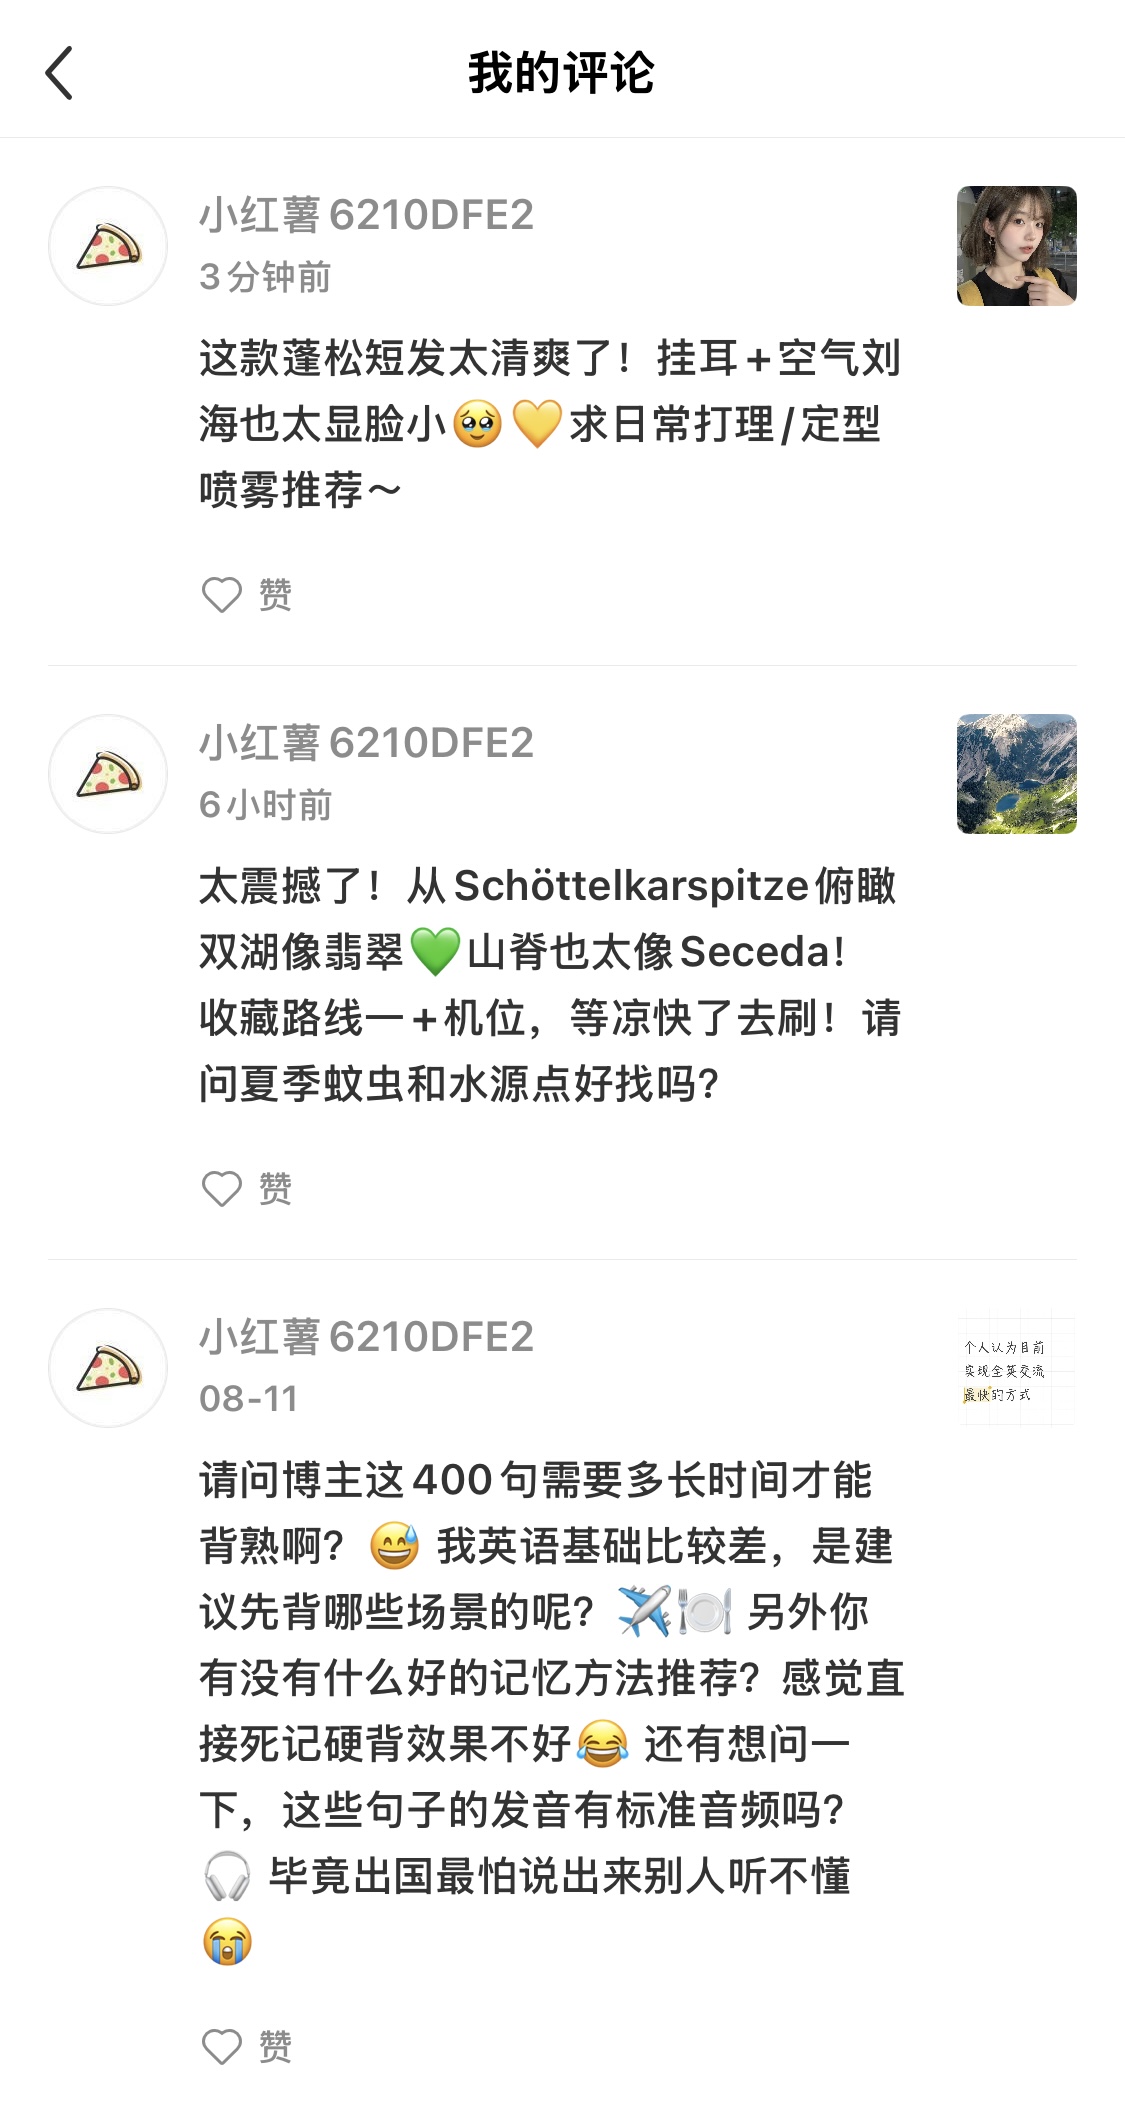 我的评论
小红薯6210DFE2
3分钟前
这款蓬松短发太清爽了！挂耳+空气刘
海也太显脸小🥹💛求日常打理/定型
喷雾推荐～
赞
小红薯6210DFE2
6小时前
太震撼了！从Schöttelkarspitze俯瞰
双湖像翡翠💚山脊也太像Seceda！
收藏路线一+机位，等凉快了去刷！请
问夏季蚊虫和水源点好找吗？
赞
小红薯6210DFE2
08-11
个人认为目前
实现全英交流
最快的方式
请问博主这400句需要多长时间才能
背熟啊？😅 我英语基础比较差，是建
议先背哪些场景的呢？✈️🍽️ 另外你
有没有什么好的记忆方法推荐？感觉直
接死记硬背效果不好😂 还有想问一
下，这些句子的发音有标准音频吗？
🎧 毕竟出国最怕说出来别人听不懂
😭
赞